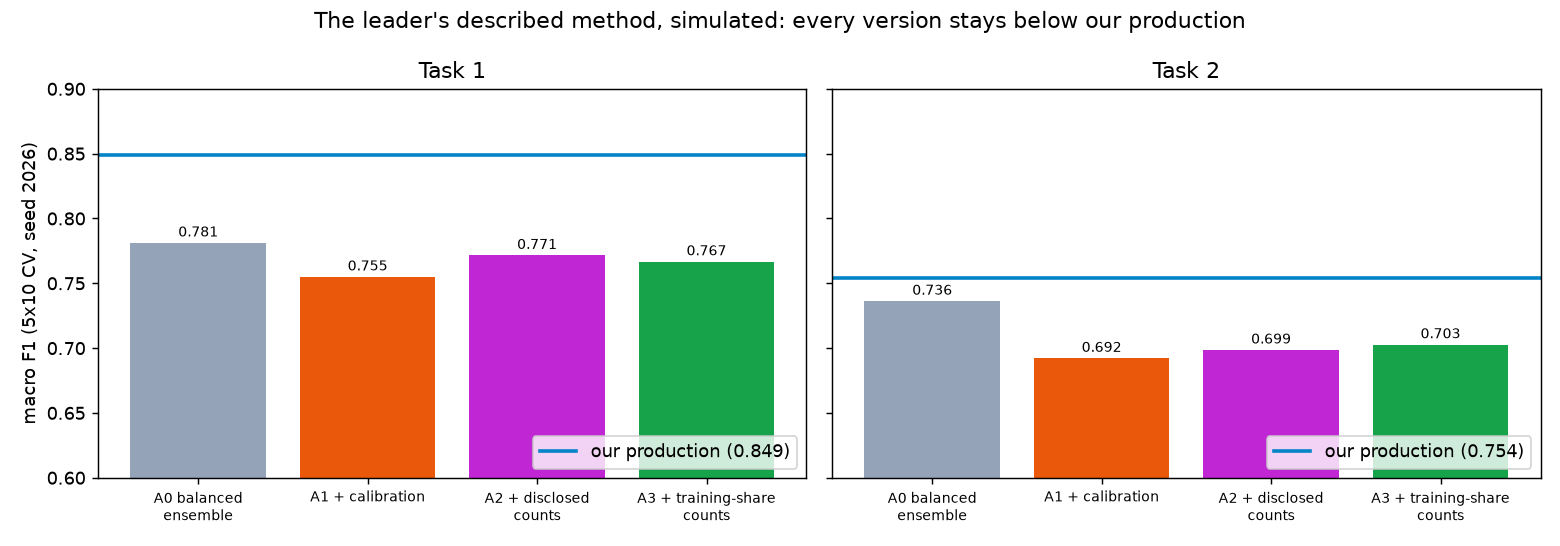 The leader's described method, simulated: every version stays below our production
Task 1
Task 2
macro F1 (5x10 CV, seed 2026)
0.90
0.85
0.80
0.75
0.70
0.65
0.60
0.781
0.755
0.771
0.767
our production (0.849)
A0 balanced
ensemble
A1 + calibration
A2 + disclosed
counts
A3 + training-share
counts
0.736
0.692
0.699
0.703
our production (0.754)
A0 balanced
ensemble
A1 + calibration
A2 + disclosed
counts
A3 + training-share
counts